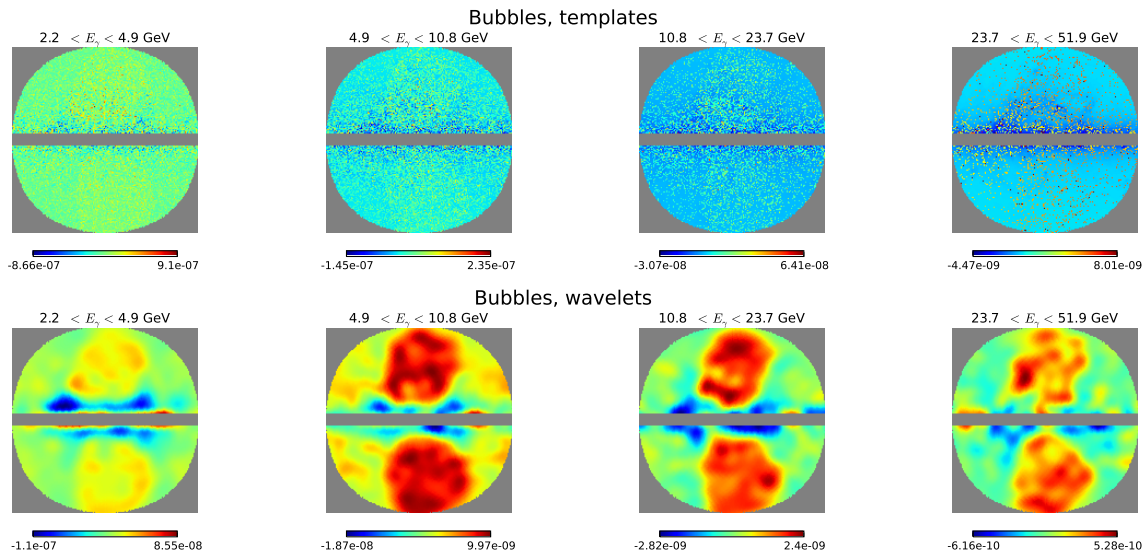 Bubbles, templates
2.2 < E_γ < 4.9 GeV
4.9 < E_γ < 10.8 GeV
10.8 < E_γ < 23.7 GeV
23.7 < E_γ < 51.9 GeV
-8.66e-07 9.1e-07
-1.45e-07 2.35e-07
-3.07e-08 6.41e-08
-4.47e-09 8.01e-09
Bubbles, wavelets
2.2 < E_γ < 4.9 GeV
4.9 < E_γ < 10.8 GeV
10.8 < E_γ < 23.7 GeV
23.7 < E_γ < 51.9 GeV
-1.1e-07 8.55e-08
-1.87e-08 9.97e-09
-2.82e-09 2.4e-09
-6.16e-10 5.28e-10